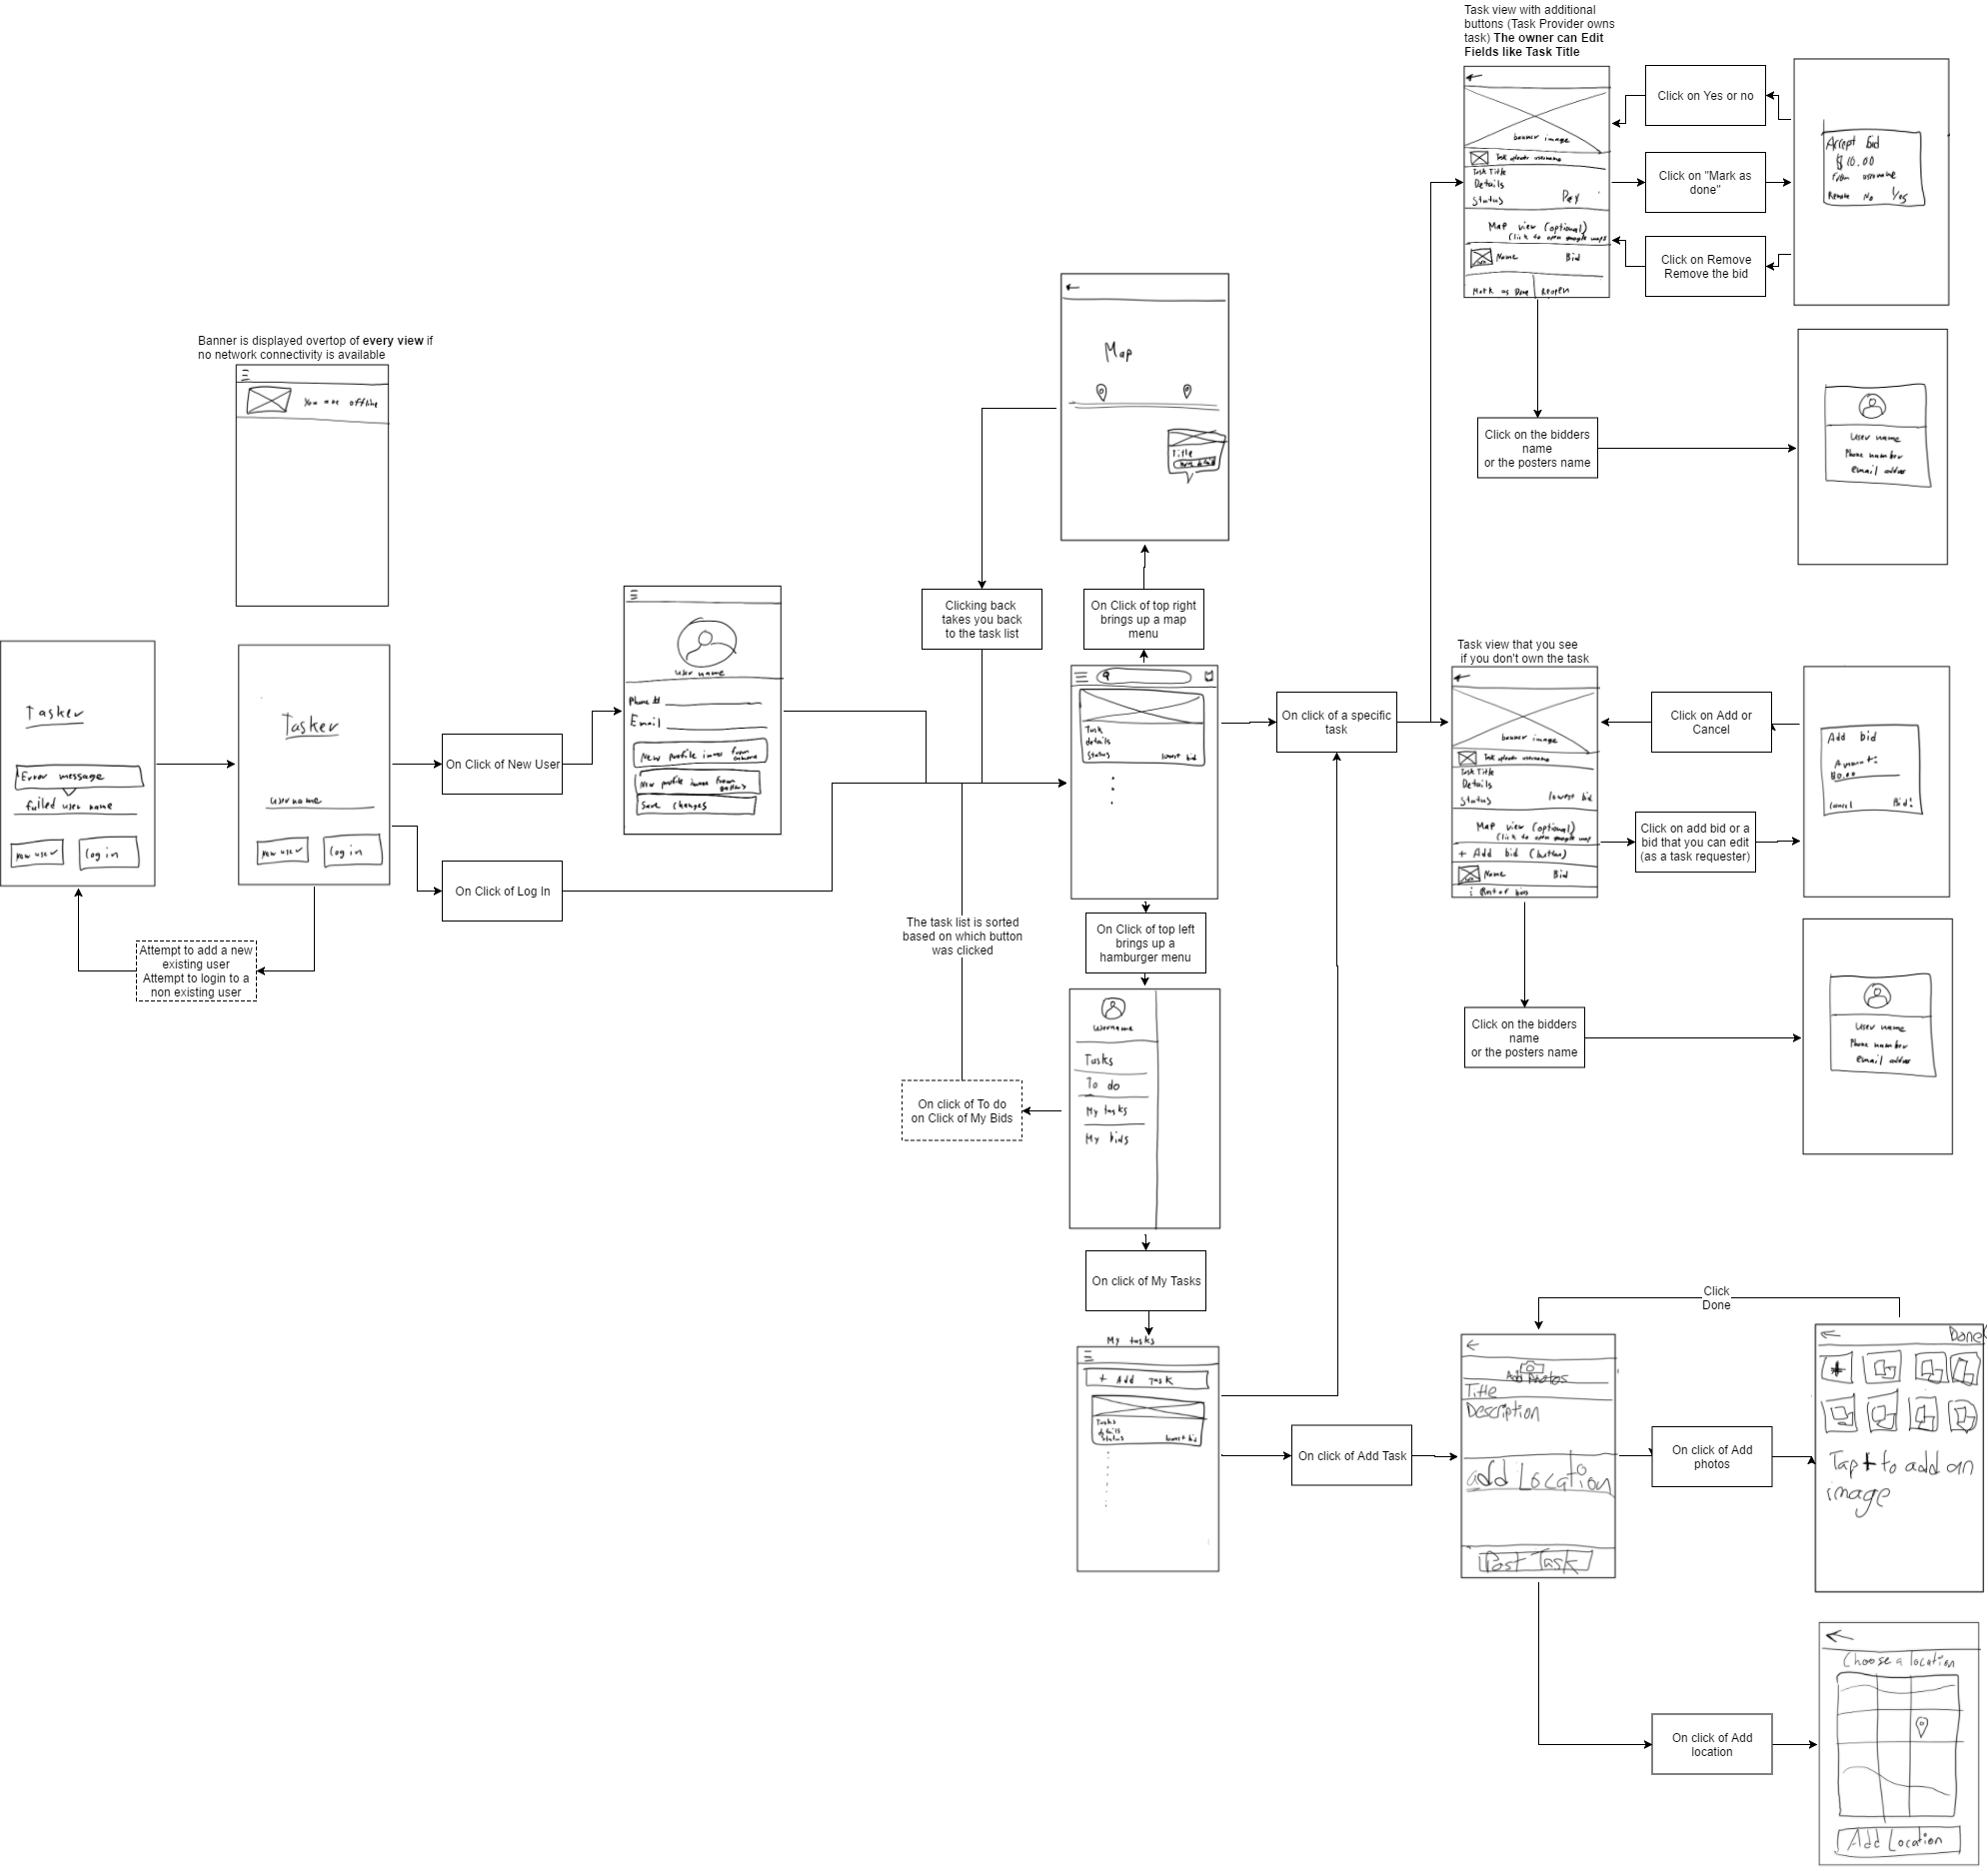 Task view with additional
buttons (Task Provider owns
task) The owner can Edit
Fields like Task Title
banner image
Task username
Task Title
Details
Status Pay
Map view (optional)
(Click to open google maps
Name Bid
Mark as Done Reopen
Click on Yes or no
Click on "Mark as
done"
Click on Remove
Remove the bid
Accept bid
$10.00
From username
Remove No Yes
Click on the bidders
name
or the posters name
User name
Phone number
email
Banner is displayed overtop of every view if
no network connectivity is available
You are offline
Map
Title
Clicking back
takes you back
to the task list
On Click of top right
brings up a map
menu
Tasker
Error message
failed user name
New user
Log in
Tasker
username
New user
Log in
Attempt to add a new
existing user
Attempt to login to a
non existing user
On Click of New User
On Click of Log In
User name
Phone #
Email
New profile image from
New profile image from
Save changes
Task
details
Status lowest bid
On click of a specific
task
The task list is sorted
based on which button
was clicked
On Click of top left
brings up a
hamburger menu
Username
Tasks
To do
My tasks
My bids
On click of To do
on Click of My Bids
On click of My Tasks
My tasks
+ Add Task
Tasks
details
status lowest bid
Task view that you see
if you don't own the task
banner image
Task username
Task Title
Details
Status lowest bid
Map view (optional)
(Click to open google map
+ Add bid (button)
Name Bid
Click on Add or
Cancel
Click on add bid or a
bid that you can edit
(as a task requester)
Add bid
Amount:
Cancel Bid!
Click on the bidders
name
or the posters name
User name
Phone number
email
On click of Add Task
Click
Done
Add Photos
Title
Description
add Location
Post Task
On click of Add
photos
Done
Tap + to add an
image
On click of Add
location
Choose a location
Add Location